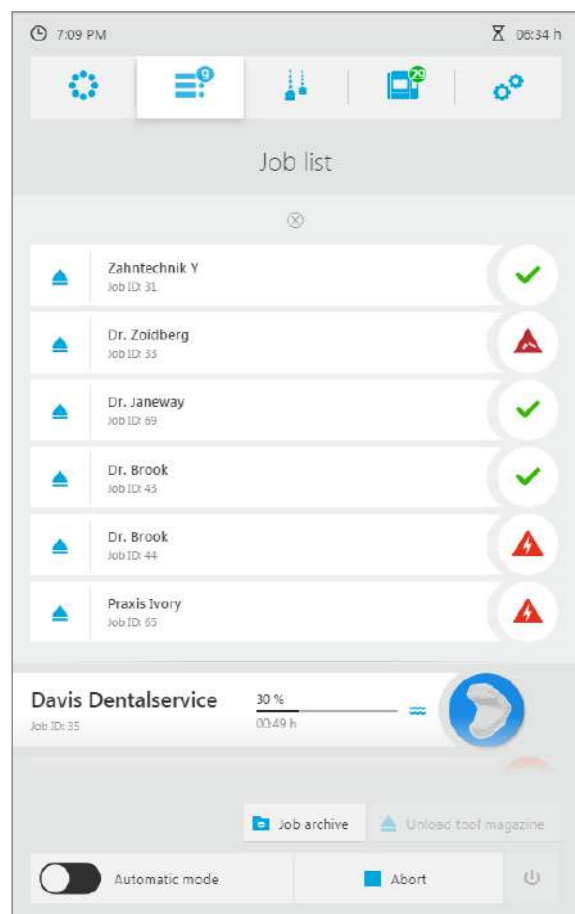 7:09 PM 06:34 h
9 29
Job list
Zahntechnik Y
Job ID: 31
Dr. Zoidberg
Job ID: 33
Dr. Janeway
Job ID: 69
Dr. Brook
Job ID: 43
Dr. Brook
Job ID: 44
Praxis Ivory
Job ID: 65
Davis Dentalservice 30 %
Job ID: 35 00:49 h
Job archive Unload tool magazine
Automatic mode Abort